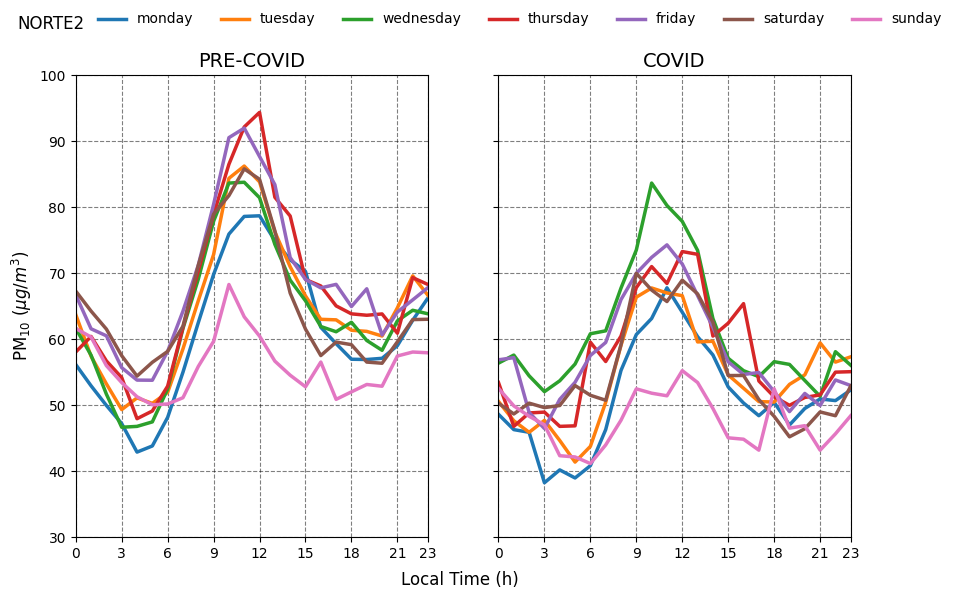 NORTE2 monday tuesday wednesday thursday friday saturday sunday
PRE-COVID COVID
PM₁₀ (μg/m³)
100
90
80
70
60
50
40
30
0 3 6 9 12 15 18 21 23 0 3 6 9 12 15 18 21 23
Local Time (h)